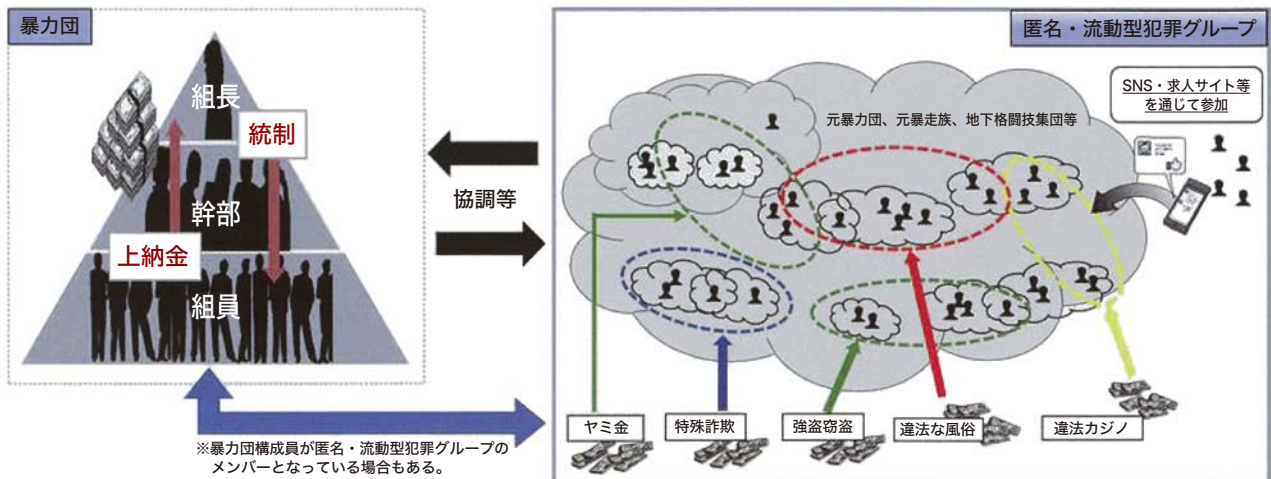 暴力団
組長
統制
幹部
上納金
組員
協調等
※暴力団構成員が匿名・流動型犯罪グループの
メンバーとなっている場合もある。
匿名・流動型犯罪グループ
SNS・求人サイト等
を通じて参加
元暴力団、元暴走族、地下格闘技集団等
ヤミ金
特殊詐欺
強盗窃盗
違法な風俗
違法カジノ